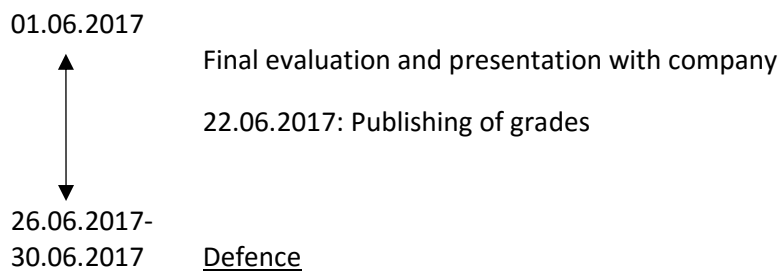 01.06.2017
Final evaluation and presentation with company
22.06.2017: Publishing of grades
26.06.2017-
30.06.2017 Defence